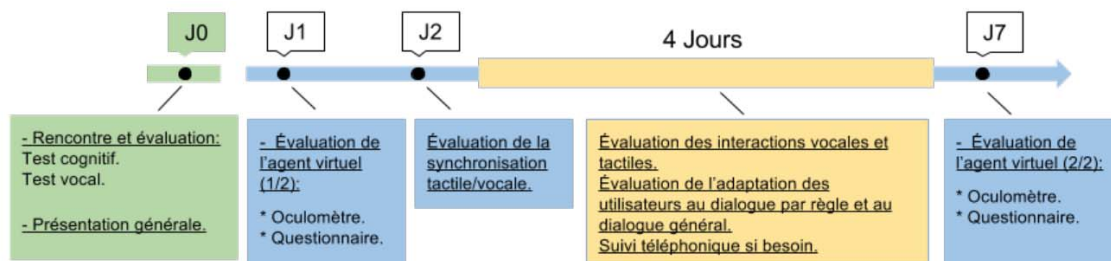 J0
J1
J2
4 Jours
J7
- Rencontre et évaluation:
Test cognitif.
Test vocal.
- Présentation générale.
- Évaluation de
l'agent virtuel
(1/2):
* Oculomètre.
* Questionnaire.
Évaluation de la
synchronisation
tactile/vocale.
Évaluation des interactions vocales et
tactiles.
Évaluation de l'adaptation des
utilisateurs au dialogue par règle et au
dialogue général.
Suivi téléphonique si besoin.
- Évaluation de
l'agent virtuel (2/2):
* Oculomètre.
* Questionnaire.